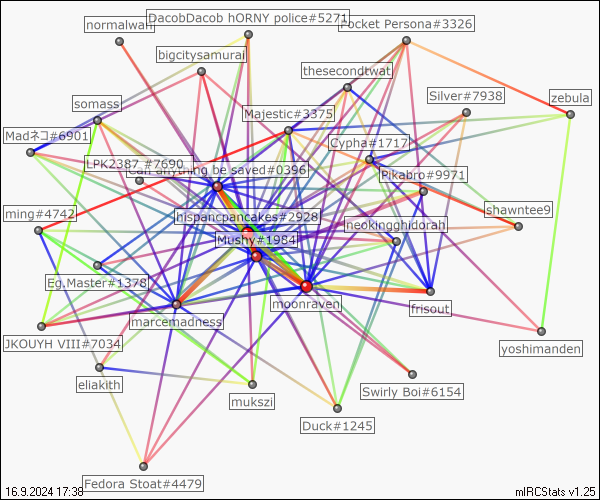 DacobDacob hORNY police#5271
normalwah
Pocket Persona#3326
bigcitysamurai
thesecondtwat
Silver#7938
zebula
somass
Majestic#3375
Madネコ#6901
Cypha#1717
LPK2387_#7690
Can anything be saved#0396
Pikabro#9971
shawntee9
ming#4742
hispancpancakes#2928
neokingghidorah
Mushy#1984
Eg.Master#1378
moonraven
frisout
marcemadness
JKOUYH VIII#7034
yoshimanden
eliakith
Swirly Boi#6154
mukszi
Duck#1245
Fedora Stoat#4479
16.9.2024 17:38
mIRCStats v1.25